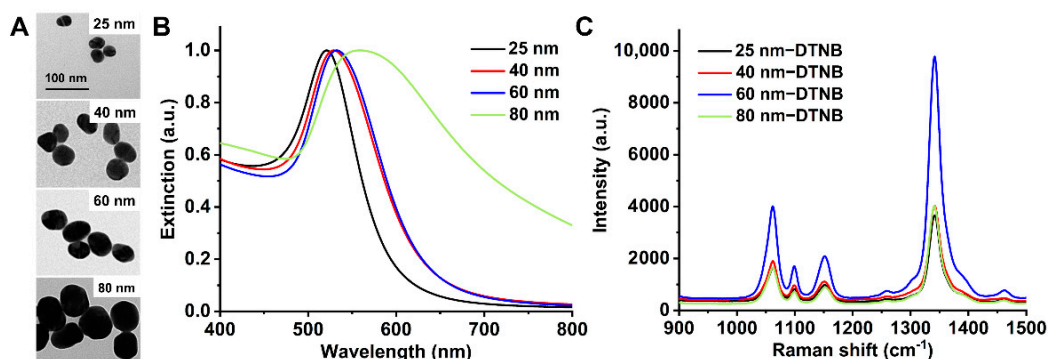 A
25 nm
100 nm
40 nm
60 nm
80 nm
B
Extinction (a.u.)
1.0
0.8
0.6
0.4
0.2
0.0
25 nm
40 nm
60 nm
80 nm
400
500
600
700
800
Wavelength (nm)
C
Intensity (a.u.)
10,000
8000
6000
4000
2000
0
25 nm–DTNB
40 nm–DTNB
60 nm–DTNB
80 nm–DTNB
900
1000
1100
1200
1300
1400
1500
Raman shift (cm⁻¹)